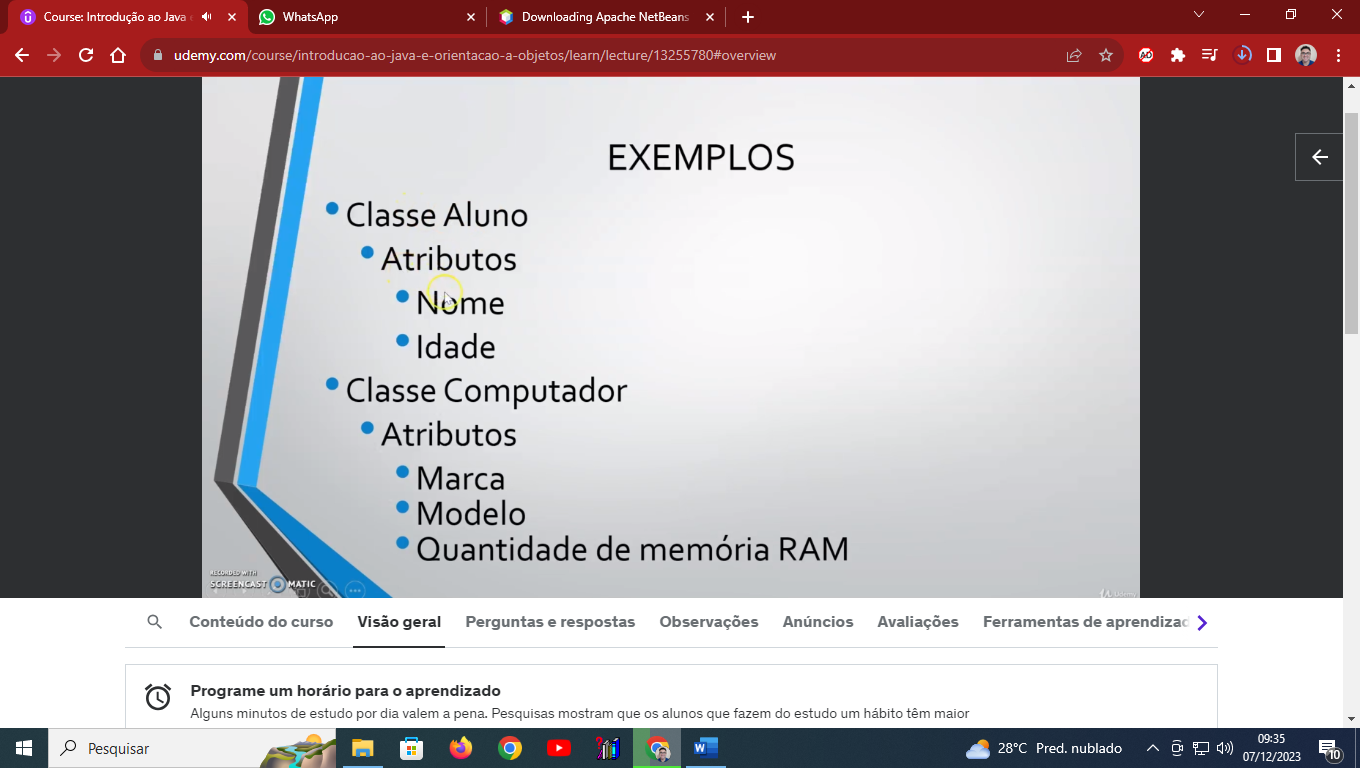 Course: Introdução ao Java e
WhatsApp
Downloading Apache NetBeans
udemy.com/course/introducao-ao-java-e-orientacao-a-objetos/learn/lecture/13255780#overview
EXEMPLOS
Classe Aluno
Atributos
Nome
Idade
Classe Computador
Atributos
Marca
Modelo
Quantidade de memória RAM
RECORDED WITH
SCREENCAST MATIC
Udemy
Conteúdo do curso Visão geral Perguntas e respostas Observações Anúncios Avaliações Ferramentas de aprendizad
Programe um horário para o aprendizado
Alguns minutos de estudo por dia valem a pena. Pesquisas mostram que os alunos que fazem do estudo um hábito têm maior
Pesquisar
28°C Pred. nublado
09:35
07/12/2023
10